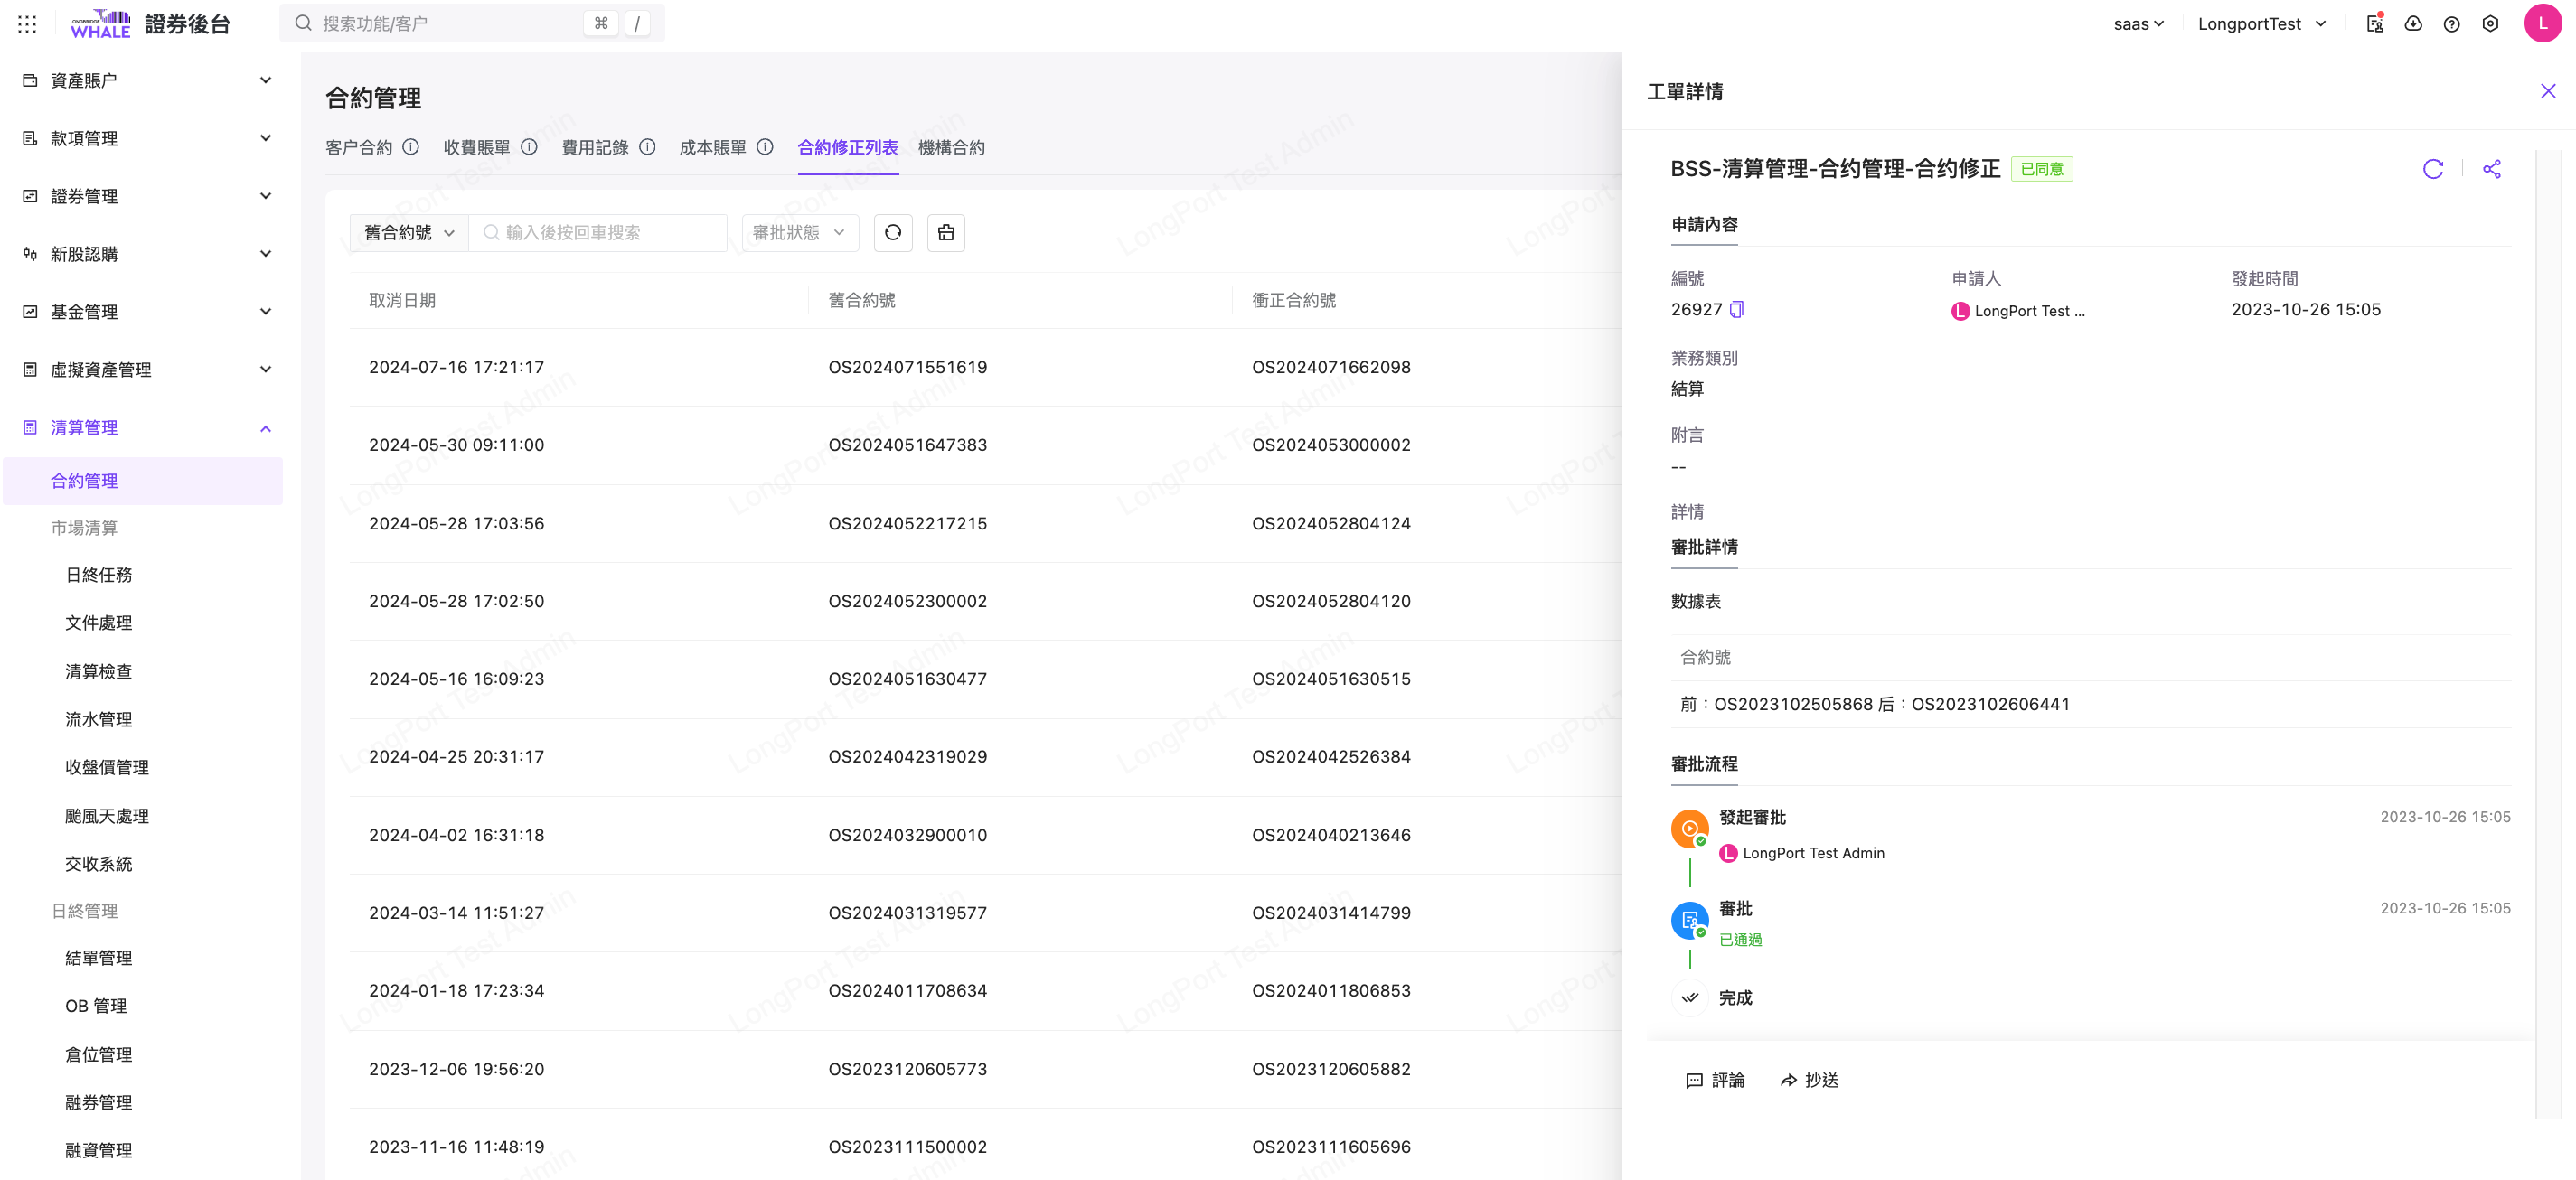 LONGBRIDGE
WHALE
證券後台
搜索功能/客户
⌘ /
saas
LongportTest
L
資產賬户
款項管理
證券管理
新股認購
基金管理
虛擬資產管理
清算管理
合約管理
市場清算
日終任務
文件處理
清算檢查
流水管理
收盤價管理
颱風天處理
交收系統
日終管理
結單管理
OB 管理
倉位管理
融券管理
融資管理
合約管理
客户合約 收費賬單 費用記錄 成本賬單 合約修正列表 機構合約
舊合約號 輸入後按回車搜索 審批狀態
取消日期 舊合約號 衝正合約號
2024-07-16 17:21:17 OS2024071551619 OS2024071662098
2024-05-30 09:11:00 OS2024051647383 OS2024053000002
2024-05-28 17:03:56 OS2024052217215 OS2024052804124
2024-05-28 17:02:50 OS2024052300002 OS2024052804120
2024-05-16 16:09:23 OS2024051630477 OS2024051630515
2024-04-25 20:31:17 OS2024042319029 OS2024042526384
2024-04-02 16:31:18 OS2024032900010 OS2024040213646
2024-03-14 11:51:27 OS2024031319577 OS2024031414799
2024-01-18 17:23:34 OS2024011708634 OS2024011806853
2023-12-06 19:56:20 OS2023120605773 OS2023120605882
2023-11-16 11:48:19 OS2023111500002 OS2023111605696
LongPort Test Admin
工單詳情
BSS-清算管理-合约管理-合约修正 已同意
申請內容
編號 申請人 發起時間
26927 L LongPort Test ... 2023-10-26 15:05
業務類別
結算
附言
--
詳情
審批詳情
數據表
合約號
前：OS2023102505868 后：OS2023102606441
審批流程
發起審批 2023-10-26 15:05
L LongPort Test Admin
審批 2023-10-26 15:05
已通過
完成
評論 抄送